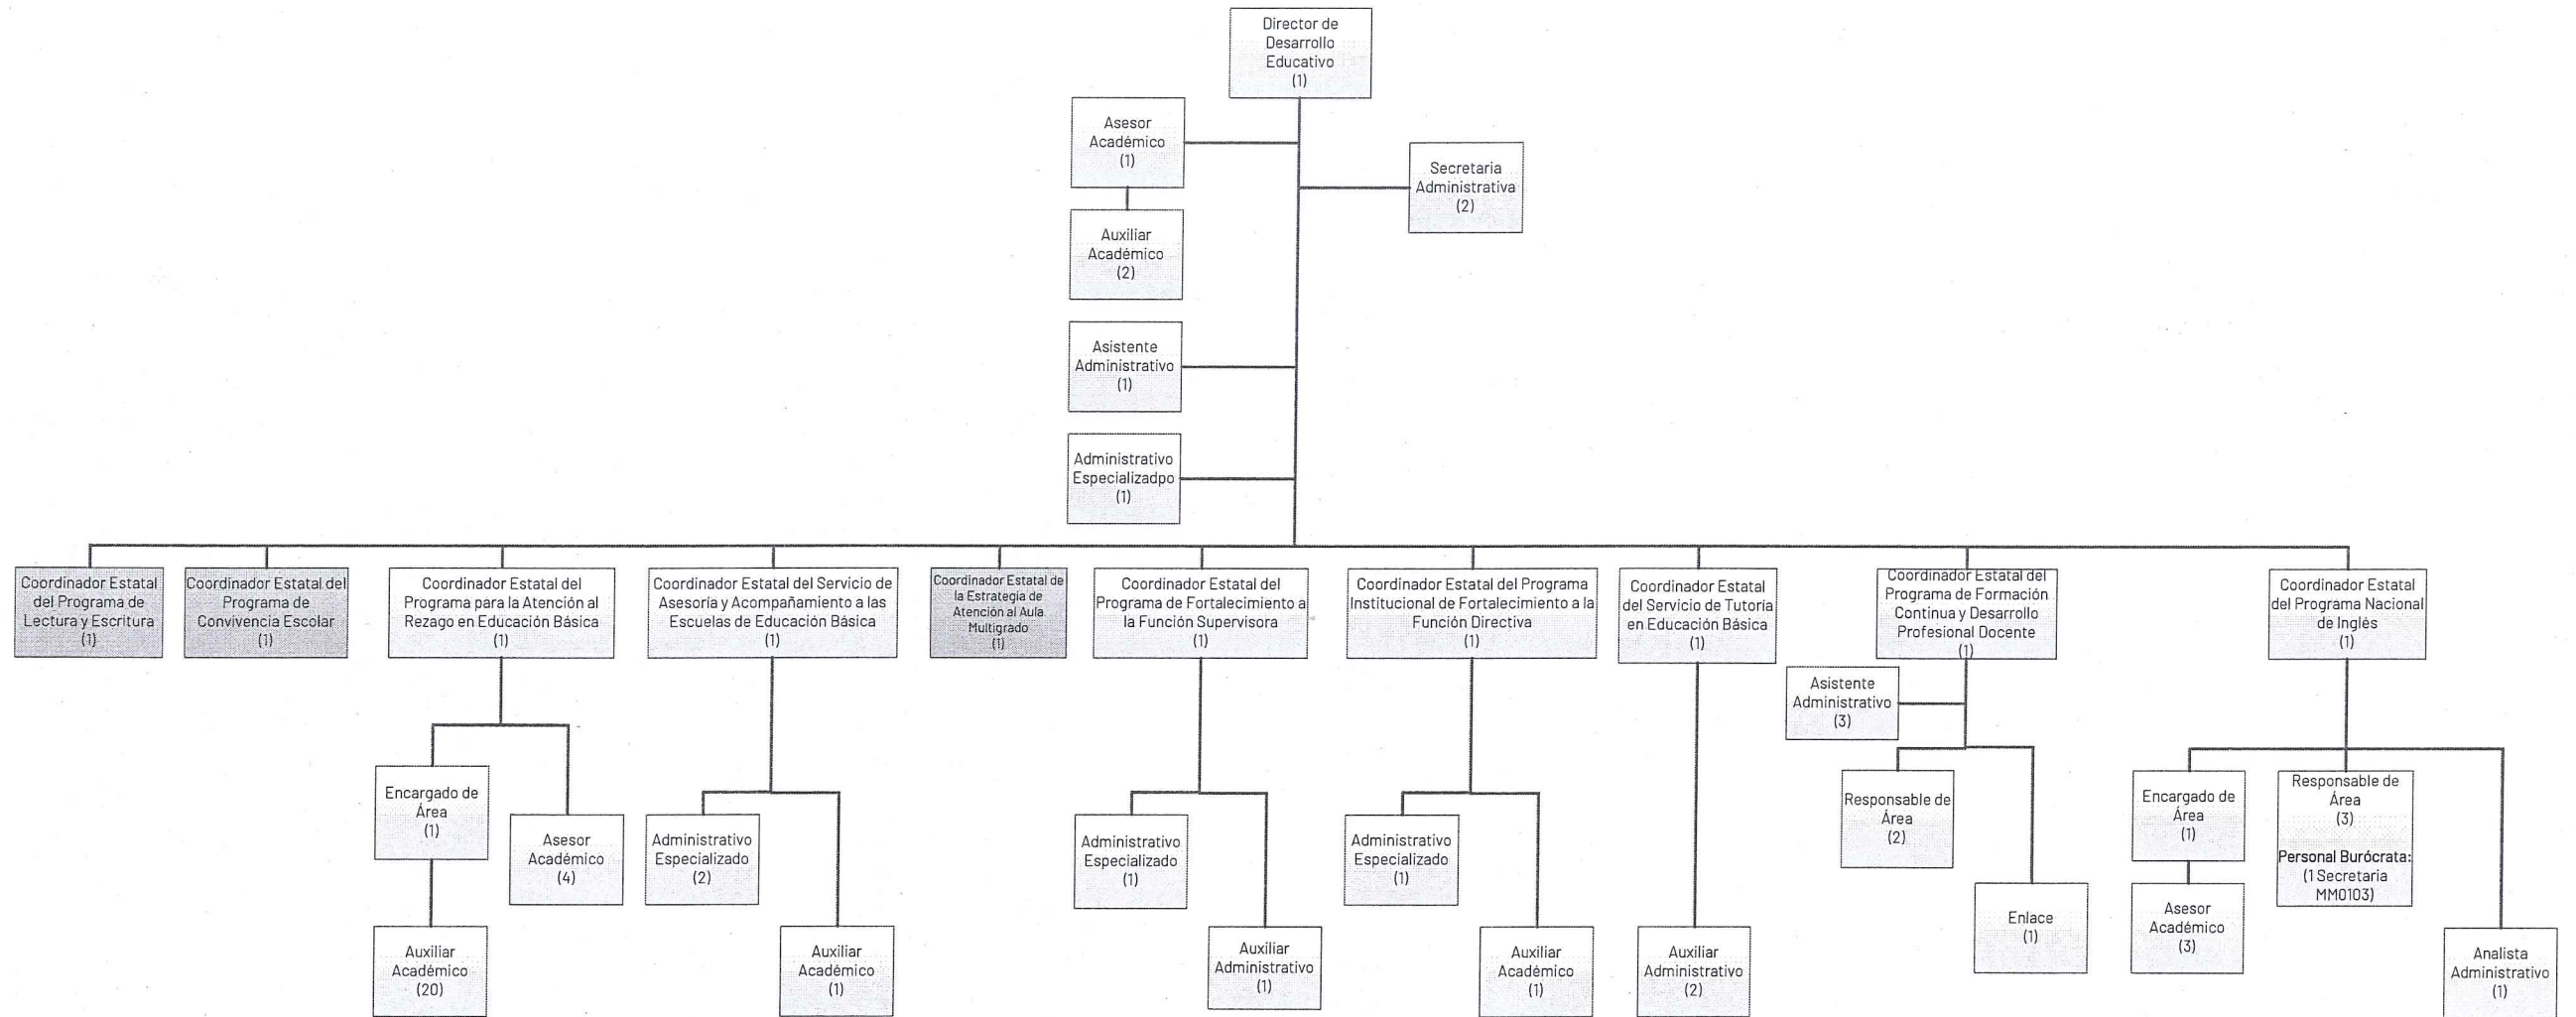 Director de
Desarrollo
Educativo
(1)
Asesor
Académico
(1)
Secretaria
Administrativa
(2)
Auxiliar
Académico
(2)
Asistente
Administrativo
(1)
Administrativo
Especializadpo
(1)
Coordinador Estatal
del Programa de
Lectura y Escritura
(1)
Coordinador Estatal del
Programa de
Convivencia Escolar
(1)
Coordinador Estatal del
Programa para la Atención al
Rezago en Educación Básica
(1)
Coordinador Estatal del Servicio de
Asesoría y Acompañamiento a las
Escuelas de Educación Básica
(1)
Coordinador Estatal de
la Estrategia de
Atención al Aula
Multigrado
(1)
Coordinador Estatal del
Programa de Fortalecimiento a
la Función Supervisora
(1)
Coordinador Estatal del Programa
Institucional de Fortalecimiento a la
Función Directiva
(1)
Coordinador Estatal
del Servicio de Tutoría
en Educación Básica
(1)
Coordinador Estatal del
Programa de Formación
Continua y Desarrollo
Profesional Docente
(1)
Coordinador Estatal
del Programa Nacional
de Inglés
(1)
Asistente
Administrativo
(3)
Encargado de
Área
(1)
Asesor
Académico
(4)
Auxiliar
Académico
(20)
Administrativo
Especializado
(2)
Auxiliar
Académico
(1)
Administrativo
Especializado
(1)
Auxiliar
Administrativo
(1)
Administrativo
Especializado
(1)
Auxiliar
Académico
(1)
Auxiliar
Administrativo
(2)
Responsable de
Área
(2)
Enlace
(1)
Encargado de
Área
(1)
Asesor
Académico
(3)
Responsable de
Área
(3)
Personal Burócrata:
(1 Secretaria
MM0103)
Analista
Administrativo
(1)